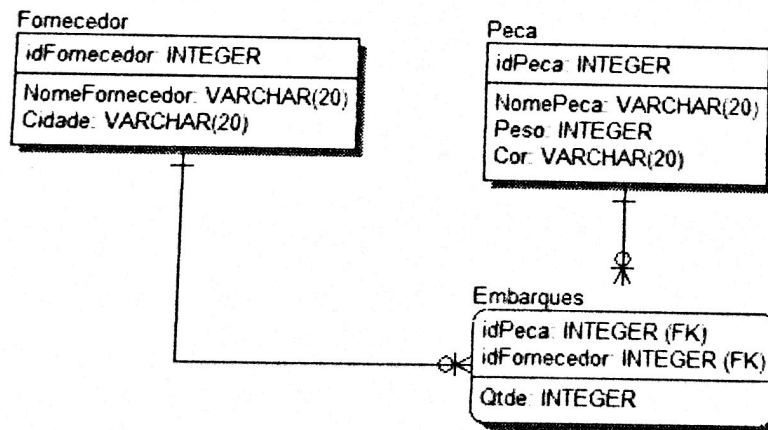 Fornecedor
idFornecedor: INTEGER
NomeFornecedor: VARCHAR(20)
Cidade: VARCHAR(20)
Peca
idPeca: INTEGER
NomePeca: VARCHAR(20)
Peso: INTEGER
Cor: VARCHAR(20)
Embarques
idPeca: INTEGER (FK)
idFornecedor: INTEGER (FK)
Qtde: INTEGER